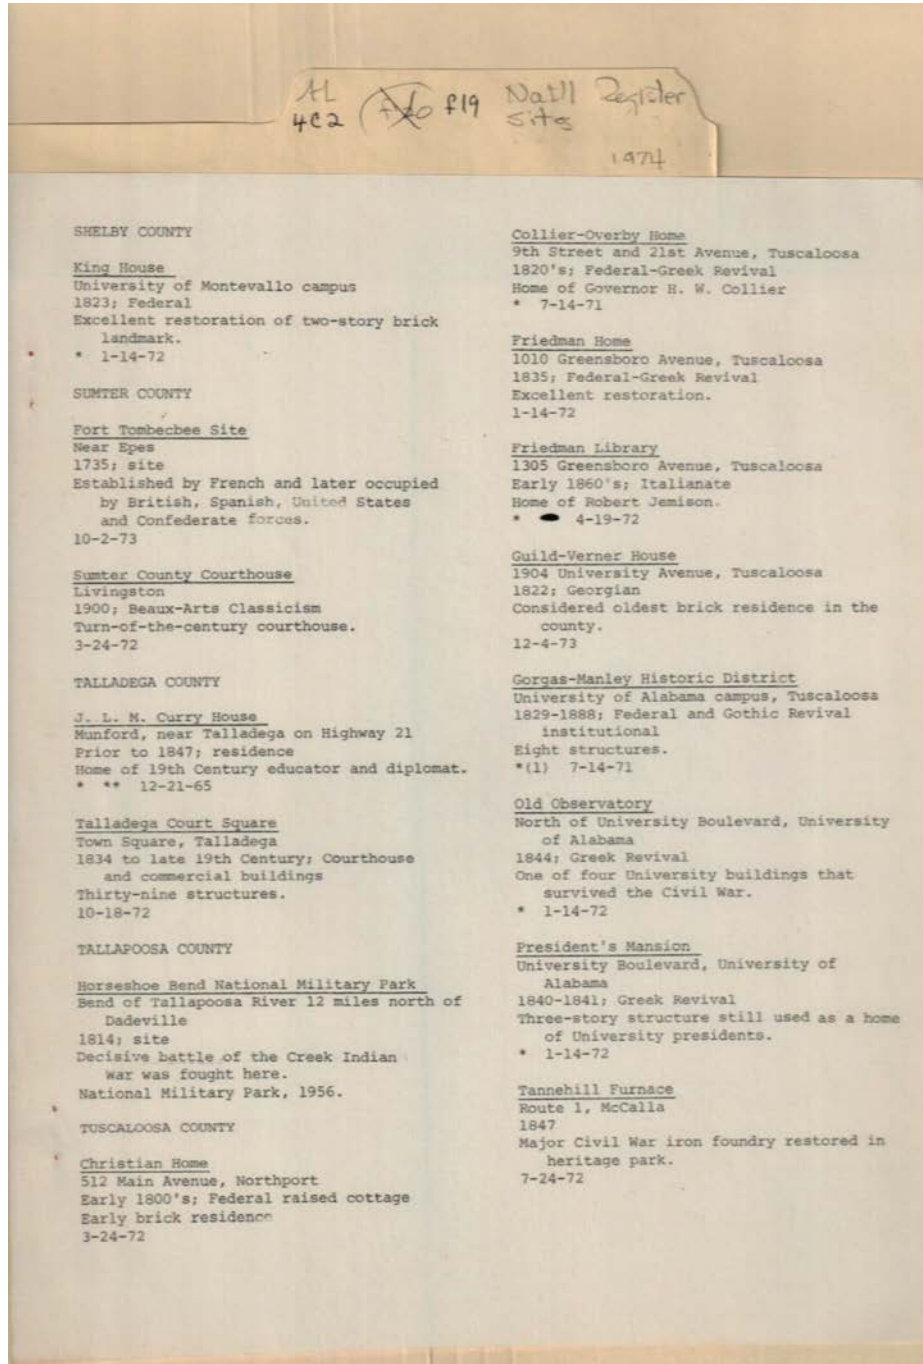 AL
4C2
f19
Nat'l Register
Sites
1974
SHELBY COUNTY
King House
University of Montevallo campus
1823; Federal
Excellent restoration of two-story brick
landmark.
* 1-14-72
SUMTER COUNTY
Fort Tombecbee Site
Near Epes
1735; site
Established by French and later occupied
by British, Spanish, United States
and Confederate forces.
10-2-73
Sumter County Courthouse
Livingston
1900; Beaux-Arts Classicism
Turn-of-the-century courthouse.
3-24-72
TALLADEGA COUNTY
J. L. M. Curry House
Munford, near Talladega on Highway 21
Prior to 1847; residence
Home of 19th Century educator and diplomat.
* ** 12-21-65
Talladega Court Square
Town Square, Talladega
1834 to late 19th Century; Courthouse
and commercial buildings
Thirty-nine structures.
10-18-72
TALLAPOOSA COUNTY
Horseshoe Bend National Military Park
Bend of Tallapoosa River 12 miles north of
Dadeville
1814; site
Decisive battle of the Creek Indian
War was fought here.
National Military Park, 1956.
TUSCALOOSA COUNTY
Christian Home
512 Main Avenue, Northport
Early 1800's; Federal raised cottage
Early brick residence
3-24-72
Collier-Overby Home
9th Street and 21st Avenue, Tuscaloosa
1820's; Federal-Greek Revival
Home of Governor H. W. Collier
* 7-14-71
Friedman Home
1010 Greensboro Avenue, Tuscaloosa
1835; Federal-Greek Revival
Excellent restoration.
1-14-72
Friedman Library
1305 Greensboro Avenue, Tuscaloosa
Early 1860's; Italianate
Home of Robert Jemison.
* 4-19-72
Guild-Verner House
1904 University Avenue, Tuscaloosa
1822; Georgian
Considered oldest brick residence in the
county.
12-4-73
Gorgas-Manley Historic District
University of Alabama campus, Tuscaloosa
1829-1888; Federal and Gothic Revival
institutional
Eight structures.
*(1) 7-14-71
Old Observatory
North of University Boulevard, University
of Alabama
1844; Greek Revival
One of four University buildings that
survived the Civil War.
* 1-14-72
President's Mansion
University Boulevard, University of
Alabama
1840-1841; Greek Revival
Three-story structure still used as a home
of University presidents.
* 1-14-72
Tannehill Furnace
Route 1, McCalla
1847
Major Civil War iron foundry restored in
heritage park.
7-24-72